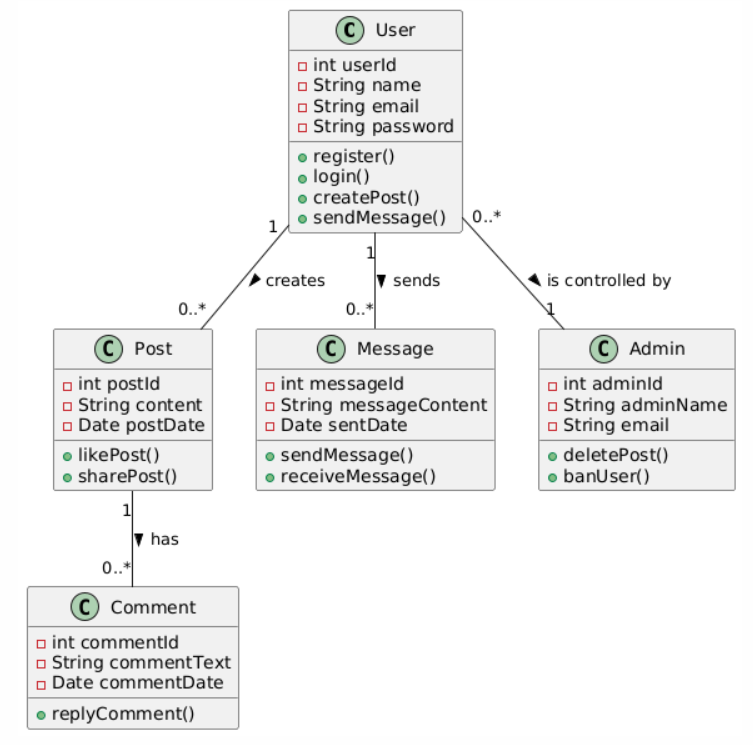 C User
int userId
String name
String email
String password
register()
login()
createPost()
sendMessage()
1
1
0..*
creates
sends
is controlled by
0..*
0..*
1
C Post
int postId
String content
Date postDate
likePost()
sharePost()
C Message
int messageId
String messageContent
Date sentDate
sendMessage()
receiveMessage()
C Admin
int adminId
String adminName
String email
deletePost()
banUser()
1
has
0..*
C Comment
int commentId
String commentText
Date commentDate
replyComment()